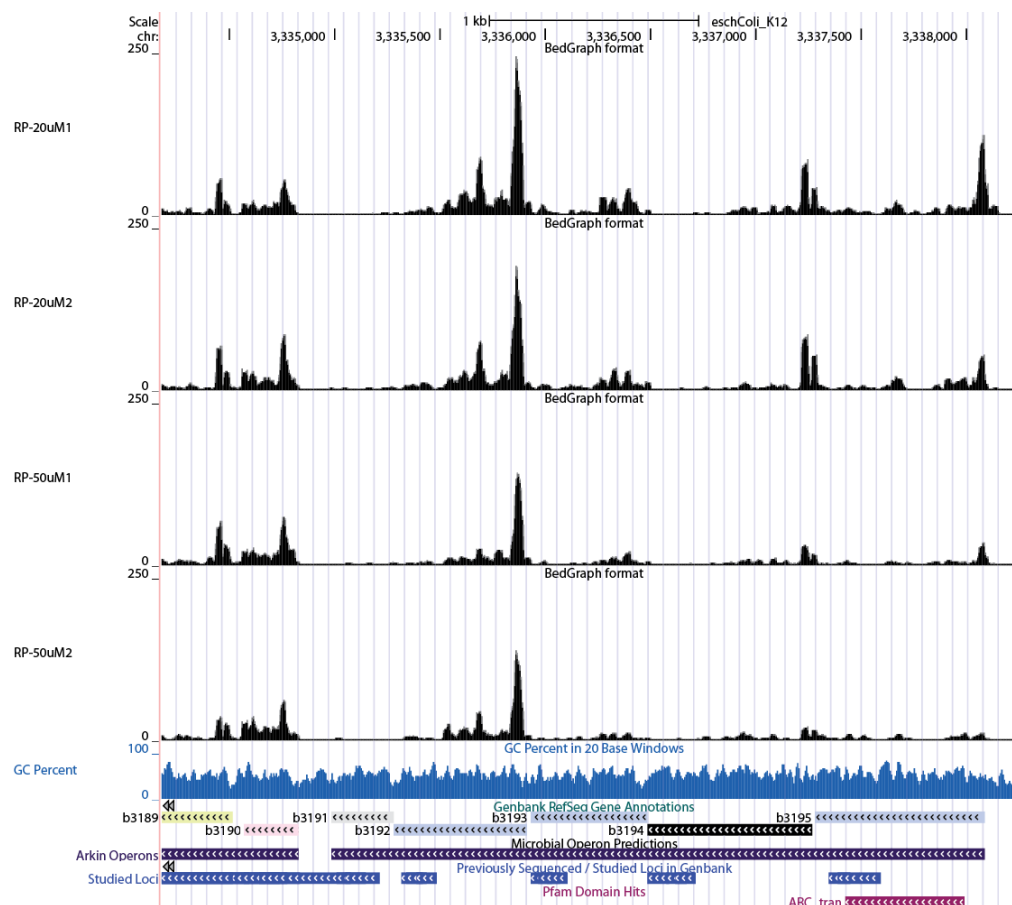 Scale 1 kb eschColi_K12
chr: 3,335,000 3,335,500 3,336,000 3,336,500 3,337,000 3,337,500 3,338,000
250 BedGraph format
RP-20uM1
0
250 BedGraph format
RP-20uM2
0
250 BedGraph format
RP-50uM1
0
250 BedGraph format
RP-50uM2
0
100 GC Percent in 20 Base Windows
GC Percent
0
Genbank RefSeq Gene Annotations
b3189 b3191 b3193 b3195
b3190 b3192 b3194
Microbial Operon Predictions
Arkin Operons
Previously Sequenced / Studied Loci in Genbank
Studied Loci
Pfam Domain Hits
ABC_tran